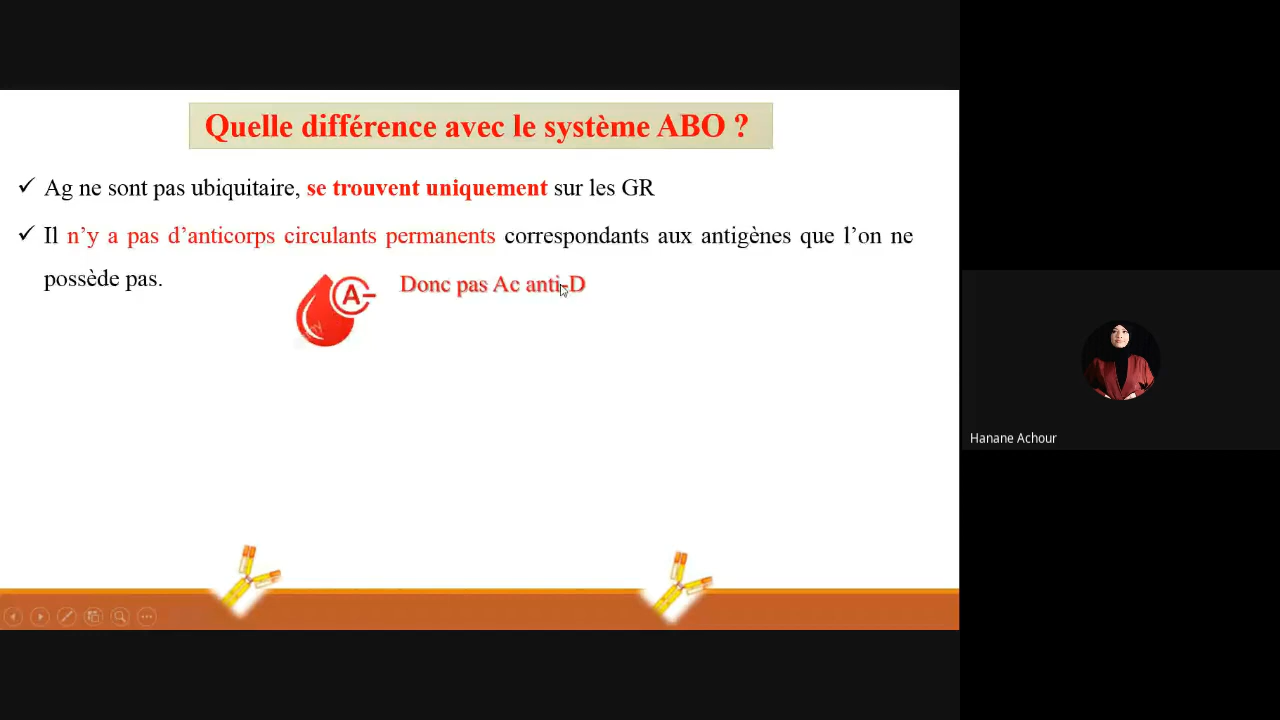 Quelle différence avec le système ABO ?
✓ Ag ne sont pas ubiquitaire, se trouvent uniquement sur les GR
✓ Il n’y a pas d’anticorps circulants permanents correspondants aux antigènes que l’on ne
possède pas.
A-
Donc pas Ac anti-D
Hanane Achour